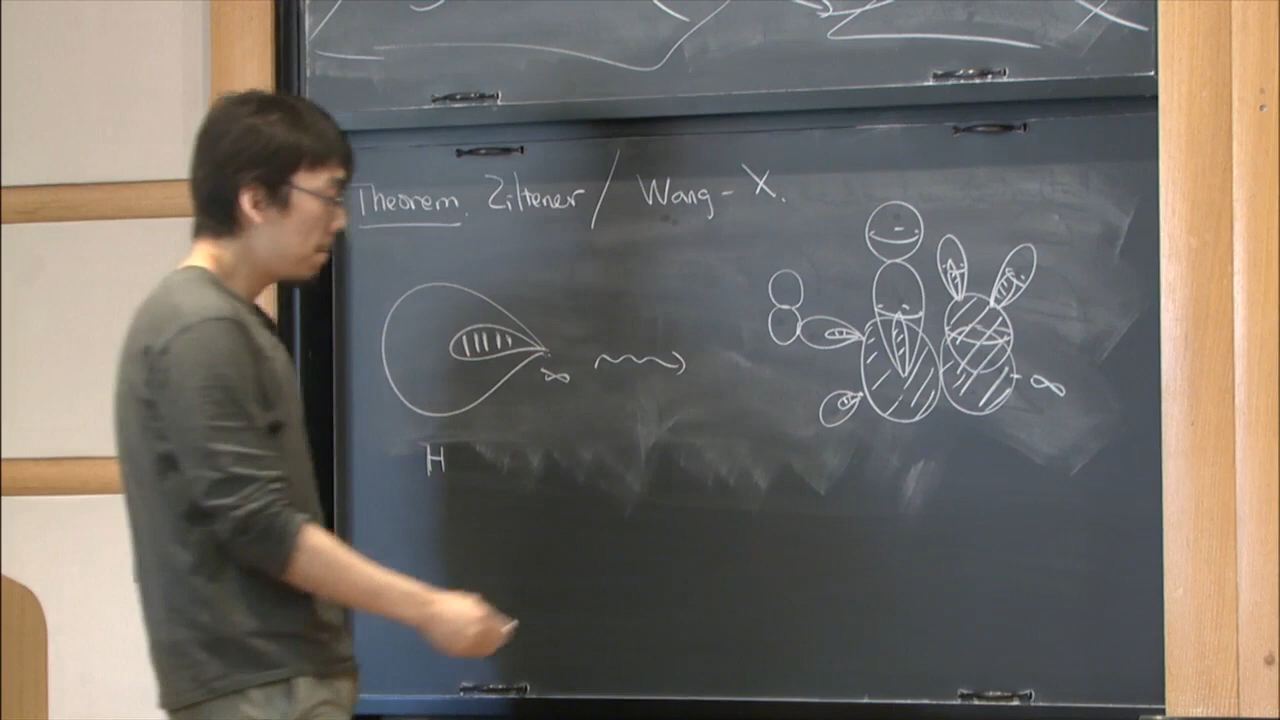 Theorem. Ziltener / Wang - X.
∞
∞
H